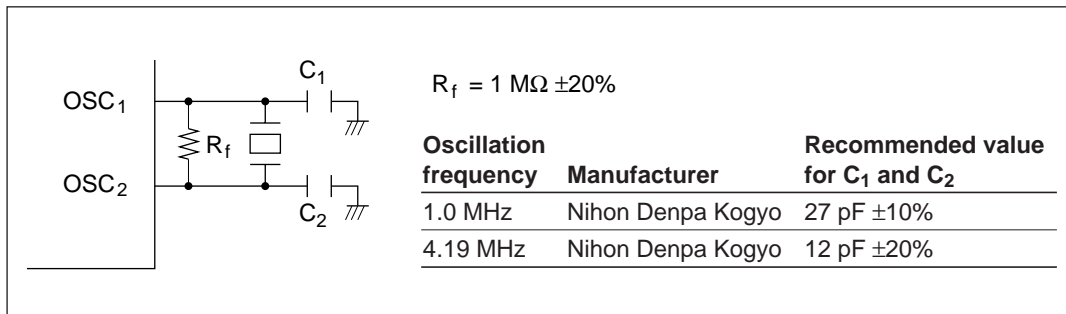 C1
OSC1
Rf
OSC2
C2
Rf = 1 MΩ ±20%
Oscillation frequency Manufacturer Recommended value for C1 and C2
1.0 MHz Nihon Denpa Kogyo 27 pF ±10%
4.19 MHz Nihon Denpa Kogyo 12 pF ±20%